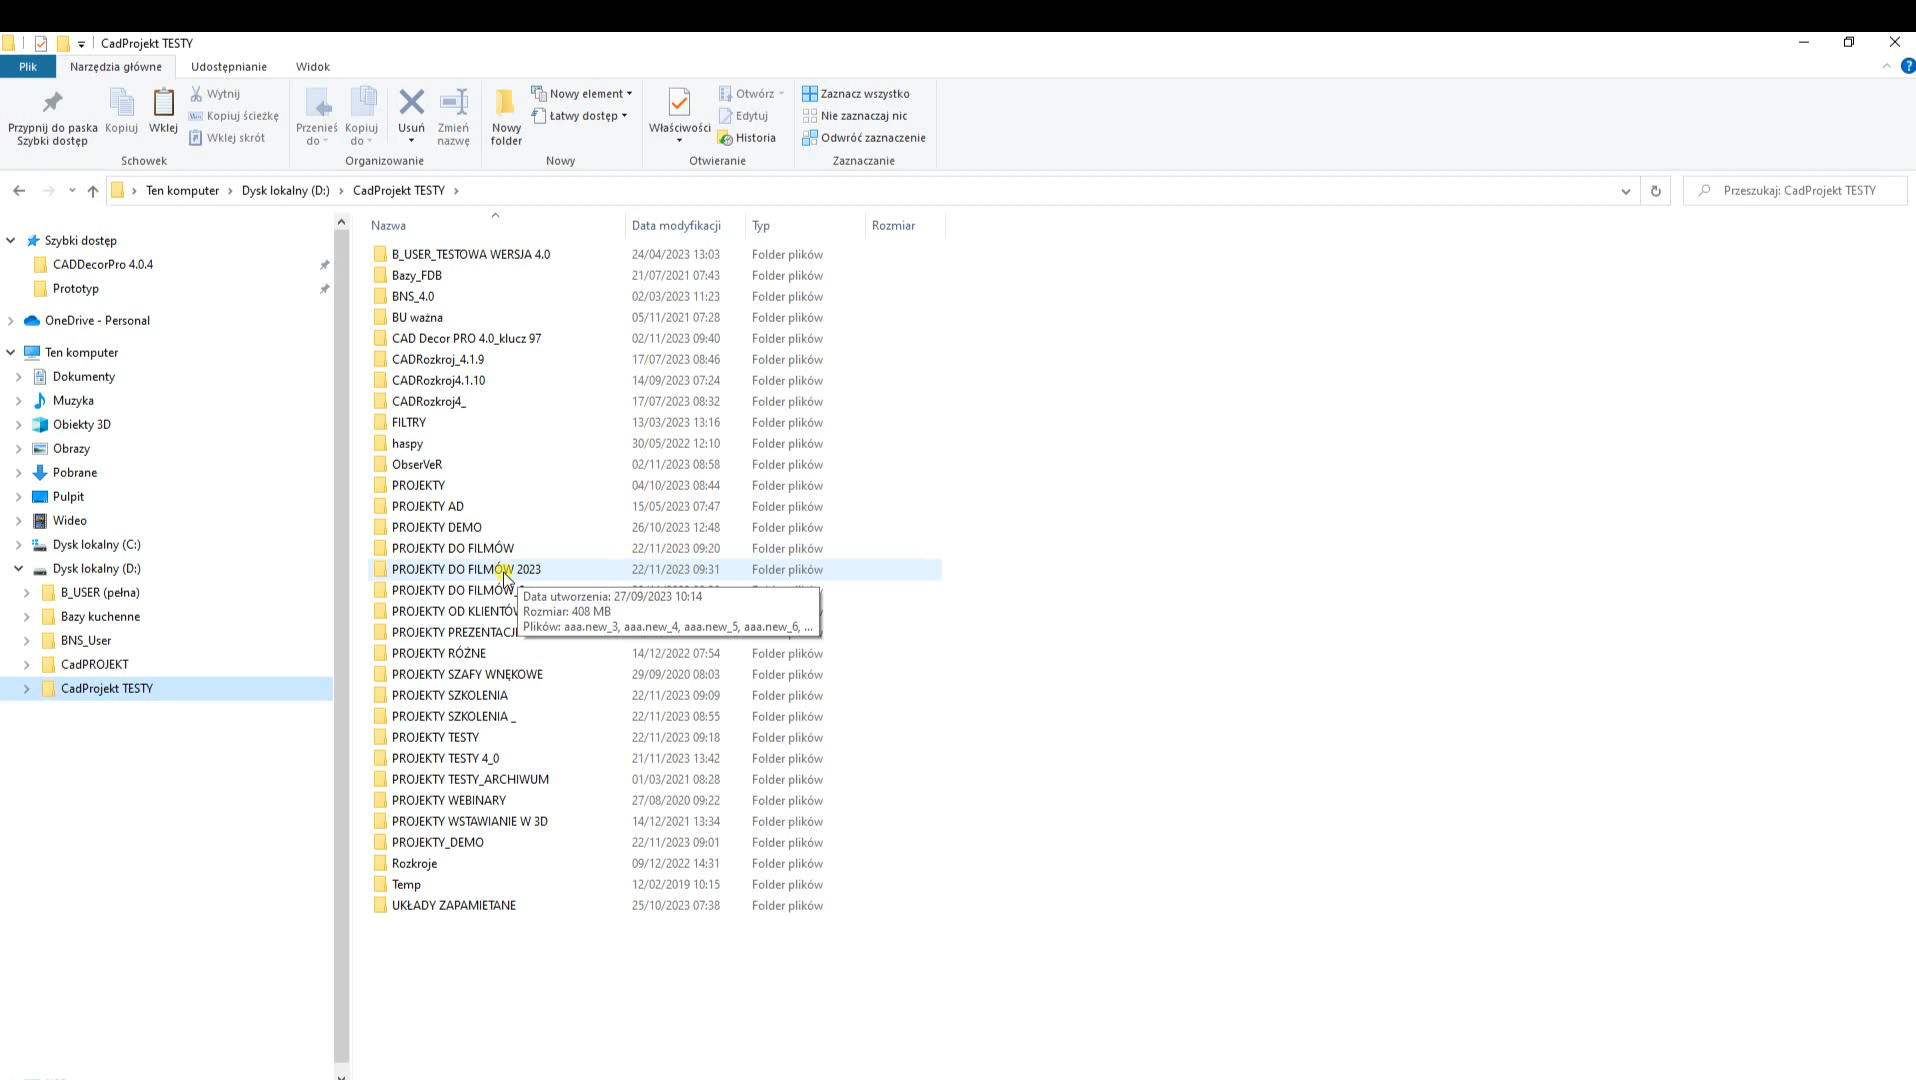 CadProjekt TESTY
Plik Narzędzia główne Udostępnianie Widok
Przypnij do paska Szybki dostęp
Kopiuj
Wklej
Wytnij
Kopiuj ścieżkę
Wklej skrót
Schowek
Przenieś do
Kopiuj do
Usuń
Zmień nazwę
Organizowanie
Nowy folder
Nowy element
Łatwy dostęp
Nowy
Właściwości
Otwórz
Edytuj
Historia
Otwieranie
Zaznacz wszystko
Nie zaznaczaj nic
Odwróć zaznaczenie
Zaznaczanie
Ten komputer > Dysk lokalny (D:) > CadProjekt TESTY >
Przeszukaj: CadProjekt TESTY
Szybki dostęp
CADDecorPro 4.0.4
Prototyp
OneDrive - Personal
Ten komputer
Dokumenty
Muzyka
Obiekty 3D
Obrazy
Pobrane
Pulpit
Wideo
Dysk lokalny (C:)
Dysk lokalny (D:)
B_USER (pełna)
Bazy kuchenne
BNS_User
CadPROJEKT
CadProjekt TESTY
Nazwa Data modyfikacji Typ Rozmiar
B_USER_TESTOWA WERSJA 4.0 24/04/2023 13:03 Folder plików
Bazy_FDB 21/07/2021 07:43 Folder plików
BNS_4.0 02/03/2023 11:23 Folder plików
BU ważna 05/11/2021 07:28 Folder plików
CAD Decor PRO 4.0_klucz 97 02/11/2023 09:40 Folder plików
CADRozkroj_4.1.9 17/07/2023 08:46 Folder plików
CADRozkroj4.1.10 14/09/2023 07:24 Folder plików
CADRozkroj4_ 17/07/2023 08:32 Folder plików
FILTRY 13/03/2023 13:16 Folder plików
haspy 30/05/2022 12:10 Folder plików
ObserVeR 02/11/2023 08:58 Folder plików
PROJEKTY 04/10/2023 08:44 Folder plików
PROJEKTY AD 15/05/2023 07:47 Folder plików
PROJEKTY DEMO 26/10/2023 12:48 Folder plików
PROJEKTY DO FILMÓW 22/11/2023 09:20 Folder plików
PROJEKTY DO FILMÓW 2023 22/11/2023 09:31 Folder plików
PROJEKTY DO FILMÓW_
PROJEKTY OD KLIENTÓW
PROJEKTY PREZENTACJ
Data utworzenia: 27/09/2023 10:14
Rozmiar: 408 MB
Plików: aaa.new_3, aaa.new_4, aaa.new_5, aaa.new_6, ...
PROJEKTY RÓŻNE 14/12/2022 07:54 Folder plików
PROJEKTY SZAFY WNĘKOWE 29/09/2020 08:03 Folder plików
PROJEKTY SZKOLENIA 22/11/2023 09:09 Folder plików
PROJEKTY SZKOLENIA _ 22/11/2023 08:55 Folder plików
PROJEKTY TESTY 22/11/2023 09:18 Folder plików
PROJEKTY TESTY 4_0 21/11/2023 13:42 Folder plików
PROJEKTY TESTY_ARCHIWUM 01/03/2021 08:28 Folder plików
PROJEKTY WEBINARY 27/08/2020 09:22 Folder plików
PROJEKTY WSTAWIANIE W 3D 14/12/2021 13:34 Folder plików
PROJEKTY_DEMO 22/11/2023 09:01 Folder plików
Rozkroje 09/12/2022 14:31 Folder plików
Temp 12/02/2019 10:15 Folder plików
UKŁADY ZAPAMIETANE 25/10/2023 07:38 Folder plików